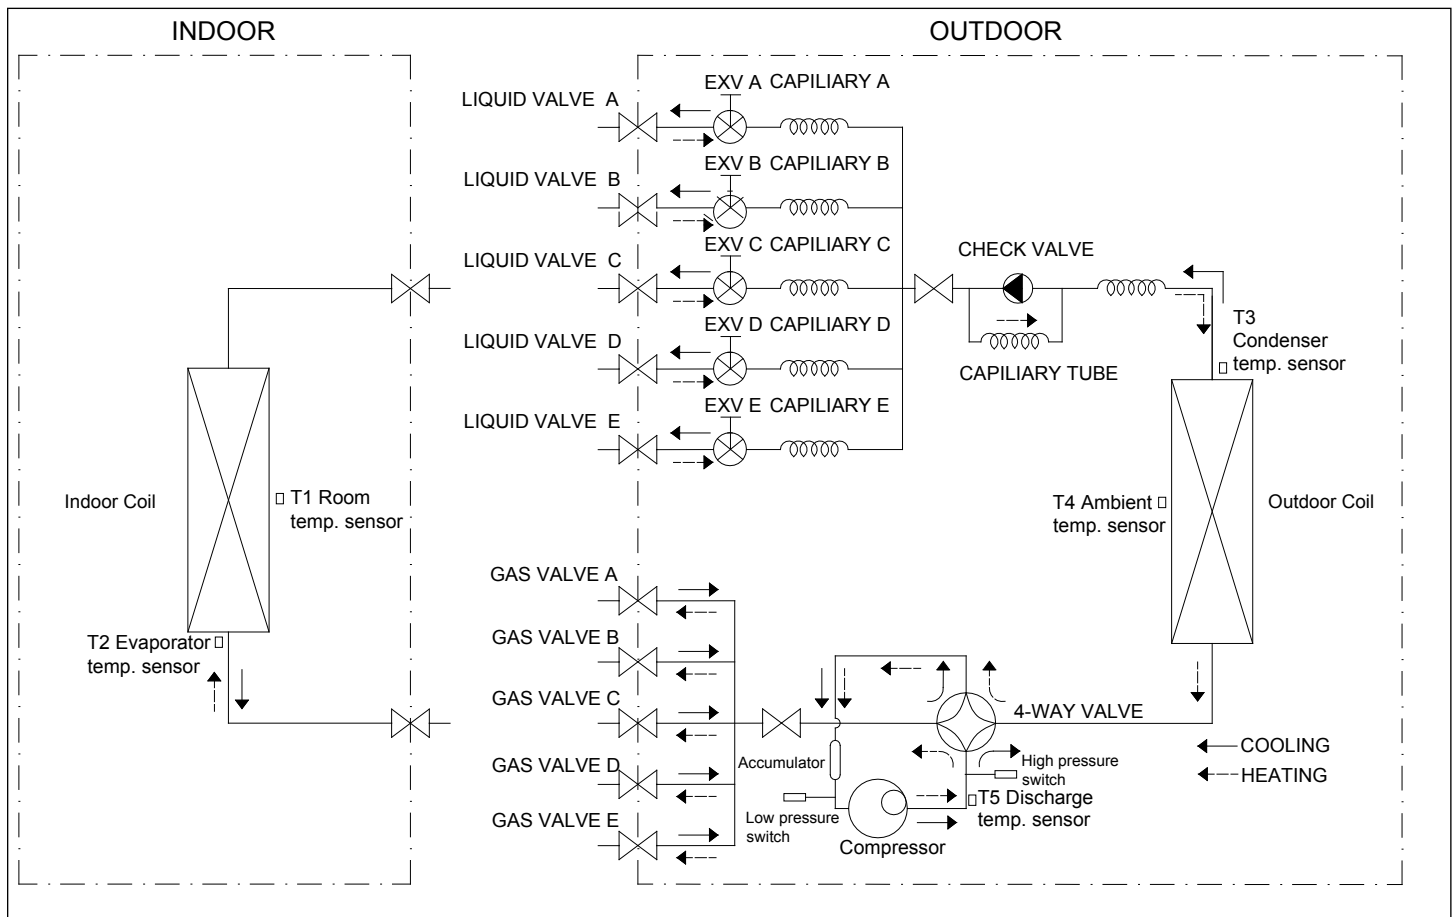 INDOOR
OUTDOOR
LIQUID VALVE A
EXV A CAPILIARY A
LIQUID VALVE B
EXV B CAPILIARY B
LIQUID VALVE C
EXV C CAPILIARY C
CHECK VALVE
LIQUID VALVE D
EXV D CAPILIARY D
CAPILIARY TUBE
T3
Condenser
temp. sensor
LIQUID VALVE E
EXV E CAPILIARY E
Indoor Coil
T1 Room
temp. sensor
T4 Ambient
temp. sensor
Outdoor Coil
T2 Evaporator
temp. sensor
GAS VALVE A
GAS VALVE B
GAS VALVE C
4-WAY VALVE
GAS VALVE D
Accumulator
High pressure
switch
COOLING
HEATING
GAS VALVE E
Low pressure
switch
T5 Discharge
temp. sensor
Compressor